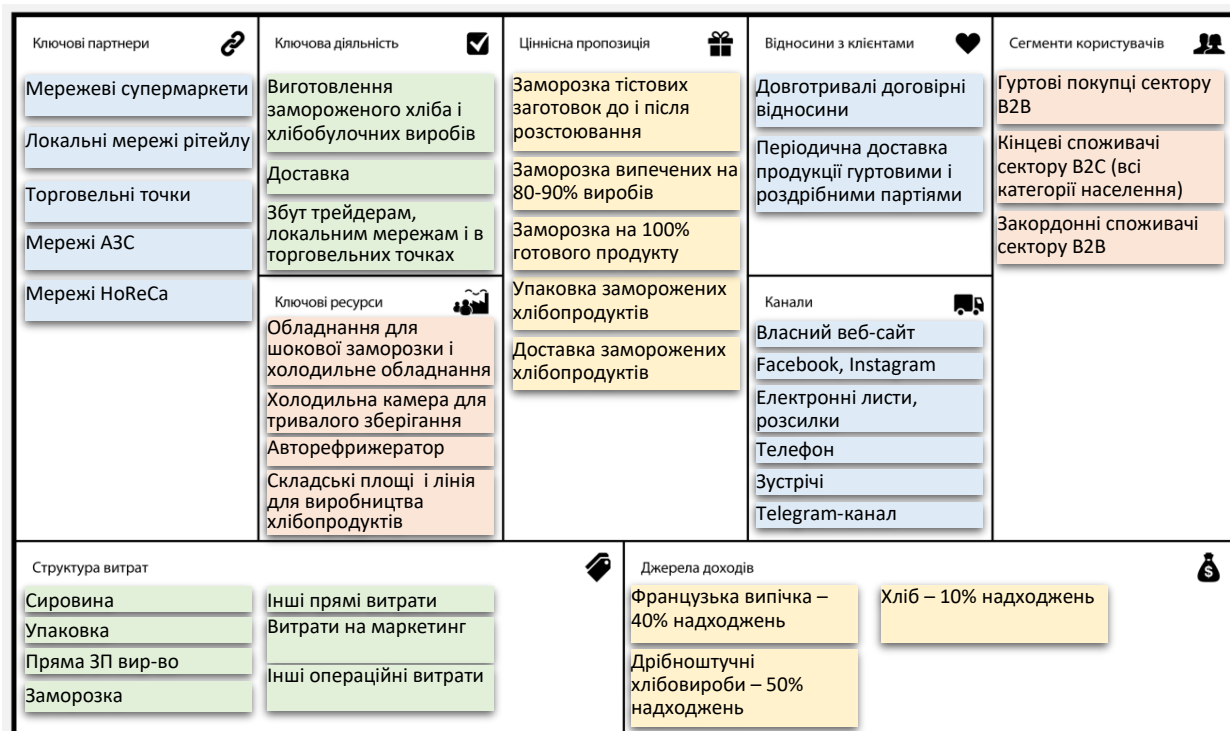 Ключові партнери
Мережеві супермаркети
Локальні мережі рітейлу
Торговельні точки
Мережі АЗС
Мережі HoReCa
Ключова діяльність
Виготовлення
замороженого хліба і
хлібобулочних виробів
Доставка
Збут трейдерам,
локальним мережам і в
торговельних точках
Ключові ресурси
Обладнання для
шокової заморозки і
холодильне обладнання
Холодильна камера для
тривалого зберігання
Авторефрижератор
Складські площі і лінія
для виробництва
хлібопродуктів
Ціннісна пропозиція
Заморозка тістових
заготовок до і після
розстоювання
Заморозка випечених на
80-90% виробів
Заморозка на 100%
готового продукту
Упаковка заморожених
хлібопродуктів
Доставка заморожених
хлібопродуктів
Відносини з клієнтами
Довготривалі договірні
відносини
Періодична доставка
продукції гуртовими і
роздрібними партіями
Канали
Власний веб-сайт
Facebook, Instagram
Електронні листи,
розсилки
Телефон
Зустрічі
Telegram-канал
Сегменти користувачів
Гуртові покупці сектору
B2B
Кінцеві споживачі
сектору B2C (всі
категорії населення)
Закордонні споживачі
сектору B2B
Структура витрат
Сировина
Упаковка
Пряма ЗП вир-во
Заморозка
Інші прямі витрати
Витрати на маркетинг
Інші операційні витрати
Джерела доходів
Французька випічка –
40% надходжень
Дрібноштучні
хлібовироби – 50%
надходжень
Хліб – 10% надходжень